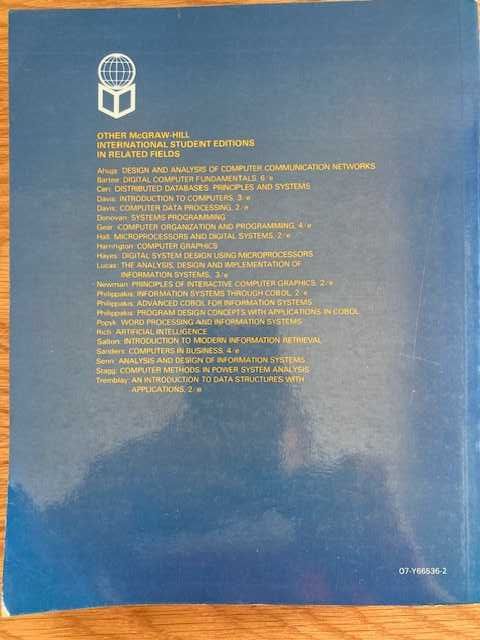 OTHER McGRAW-HILL
INTERNATIONAL STUDENT EDITIONS
IN RELATED FIELDS
Ahuja: DESIGN AND ANALYSIS OF COMPUTER COMMUNICATION NETWORKS
Bartee: DIGITAL COMPUTER FUNDAMENTALS, 6/e
Ceri: DISTRIBUTED DATABASES: PRINCIPLES AND SYSTEMS
Davis: INTRODUCTION TO COMPUTERS, 3/e
Davis: COMPUTER DATA PROCESSING, 2/e
Donovan: SYSTEMS PROGRAMMING
Gear: COMPUTER ORGANIZATION AND PROGRAMMING, 4/e
Hall: MICROPROCESSORS AND DIGITAL SYSTEMS, 2/e
Harrington: COMPUTER GRAPHICS
Hayes: DIGITAL SYSTEM DESIGN USING MICROPROCESSORS
Lucas: THE ANALYSIS, DESIGN AND IMPLEMENTATION OF
INFORMATION SYSTEMS, 3/e
Newman: PRINCIPLES OF INTERACTIVE COMPUTER GRAPHICS, 2/e
Philippakis: INFORMATION SYSTEMS THROUGH COBOL, 2/e
Philippakis: ADVANCED COBOL FOR INFORMATION SYSTEMS
Philippakis: PROGRAM DESIGN CONCEPTS WITH APPLICATIONS IN COBOL
Popyk: WORD PROCESSING AND INFORMATION SYSTEMS
Rich: ARTIFICIAL INTELLIGENCE
Salton: INTRODUCTION TO MODERN INFORMATION RETRIEVAL
Sanders: COMPUTERS IN BUSINESS, 4/e
Senn: ANALYSIS AND DESIGN OF INFORMATION SYSTEMS
Stagg: COMPUTER METHODS IN POWER SYSTEM ANALYSIS
Tremblay: AN INTRODUCTION TO DATA STRUCTURES WITH
APPLICATIONS, 2/e
07-Y66536-2